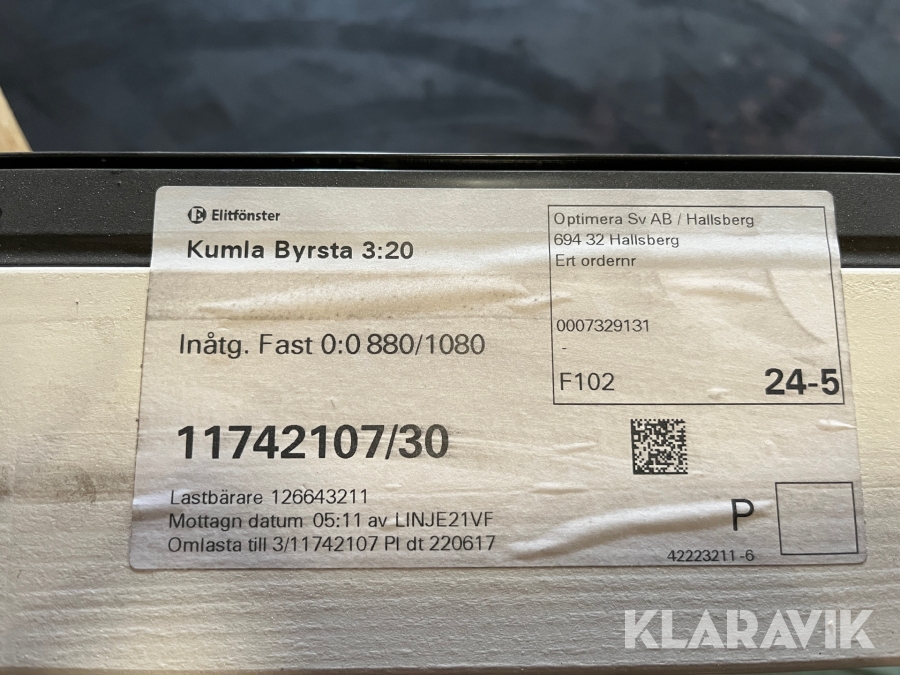 Elitfönster
Kumla Byrsta 3:20
Inåtg. Fast 0:0 880/1080
11742107/30
Lastbärare 126643211
Mottagn datum 05:11 av LINJE21VF
Omlasta till 3/11742107 Pl dt 220617
Optimera Sv AB / Hallsberg
694 32 Hallsberg
Ert ordernr
0007329131
-
F102 24-5
P
42223211-6
KLARAVIK